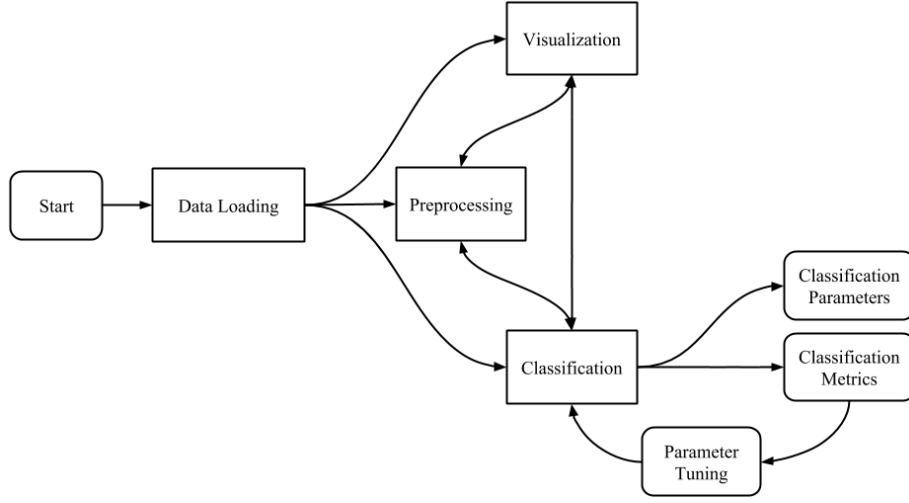 Visualization
Start
Data Loading
Preprocessing
Classification
Parameters
Classification
Classification
Metrics
Parameter
Tuning